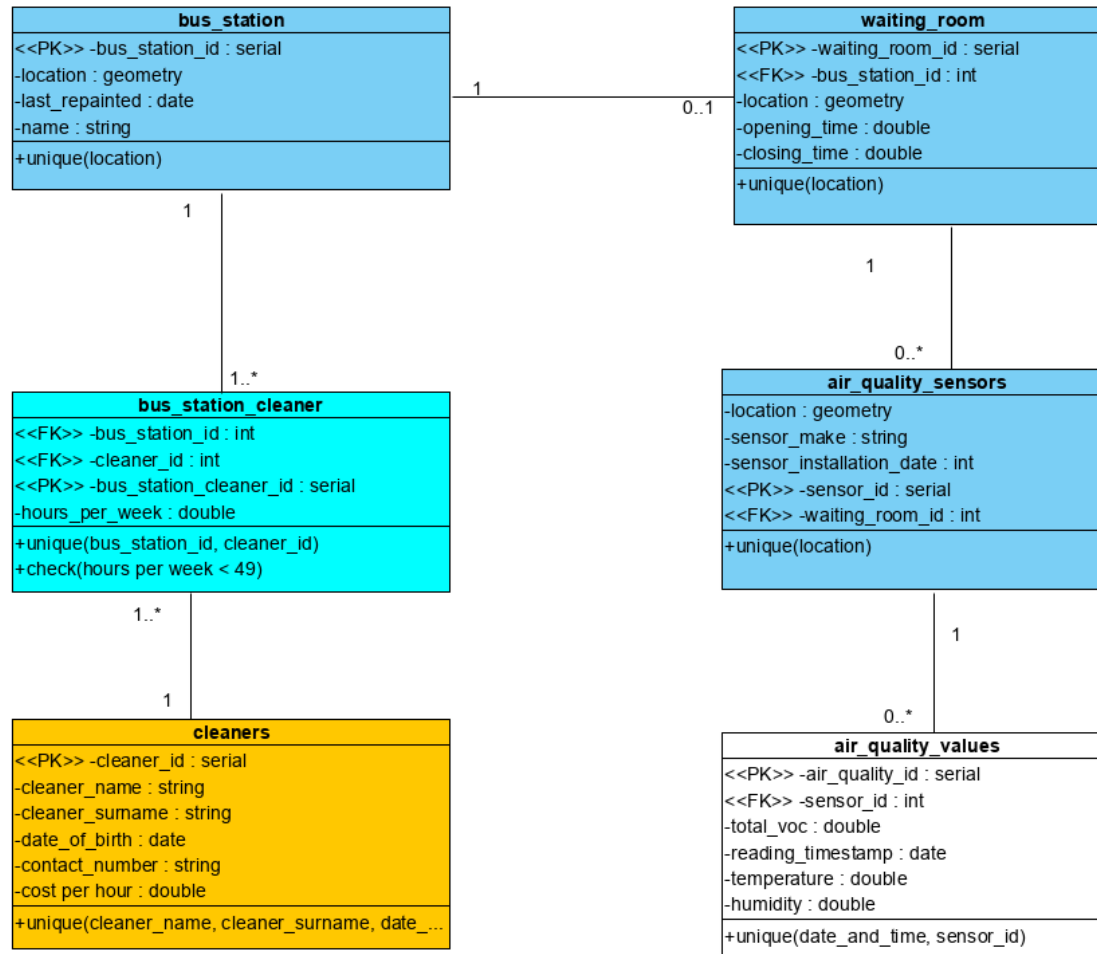 bus_station
<<PK>> -bus_station_id : serial
-location : geometry
-last_repainted : date
-name : string
+unique(location)
1
0..1
waiting_room
<<PK>> -waiting_room_id : serial
<<FK>> -bus_station_id : int
-location : geometry
-opening_time : double
-closing_time : double
+unique(location)
1
1..*
1
0..*
bus_station_cleaner
<<FK>> -bus_station_id : int
<<FK>> -cleaner_id : int
<<PK>> -bus_station_cleaner_id : serial
-hours_per_week : double
+unique(bus_station_id, cleaner_id)
+check(hours per week < 49)
air_quality_sensors
-location : geometry
-sensor_make : string
-sensor_installation_date : int
<<PK>> -sensor_id : serial
<<FK>> -waiting_room_id : int
+unique(location)
1..*
1
1
0..*
cleaners
<<PK>> -cleaner_id : serial
-cleaner_name : string
-cleaner_surname : string
-date_of_birth : date
-contact_number : string
-cost per hour : double
+unique(cleaner_name, cleaner_surname, date_...
air_quality_values
<<PK>> -air_quality_id : serial
<<FK>> -sensor_id : int
-total_voc : double
-reading_timestamp : date
-temperature : double
-humidity : double
+unique(date_and_time, sensor_id)